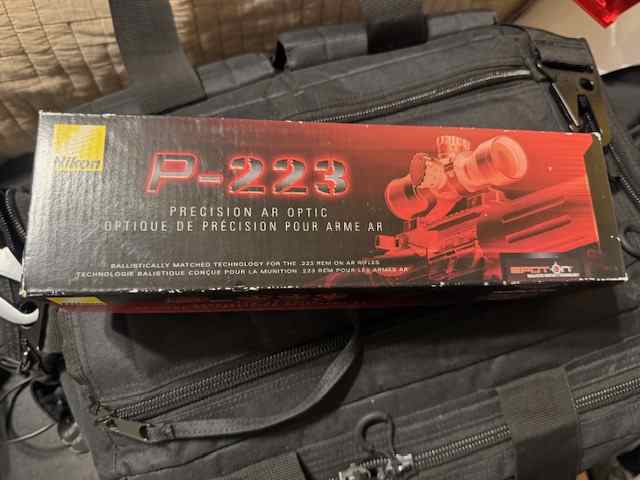 Nikon
P-223
PRECISION AR OPTIC
OPTIQUE DE PRÉCISION POUR ARME AR
BALLISTICALLY MATCHED TECHNOLOGY FOR THE .223 REM ON AR RIFLES
TECHNOLOGIE BALISTIQUE CONÇUE POUR LA MUNITION .223 REM POUR LES ARMES AR
SPOT ON